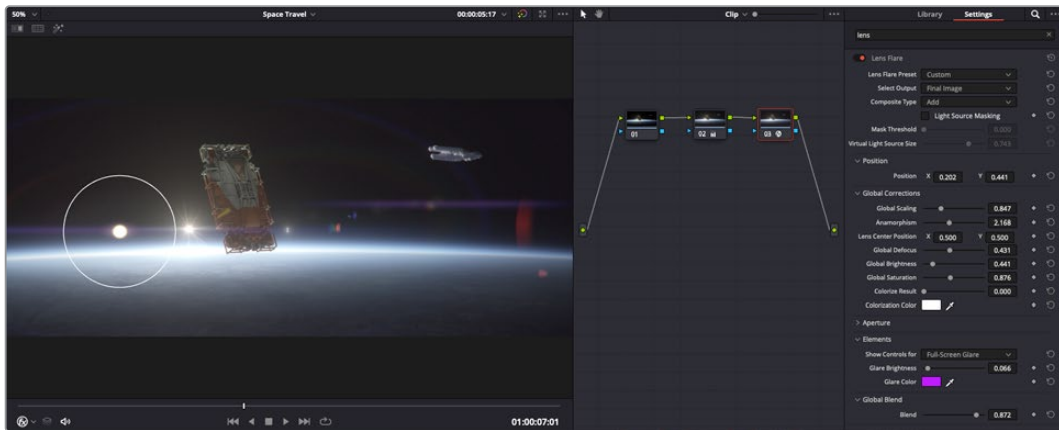 50%
Space Travel
00:00:05:17
Clip
Library
Settings
lens
Lens Flare
Lens Flare Preset Custom
Select Output Final Image
Composite Type Add
Light Source Masking
Mask Threshold 0.000
Virtual Light Source Size 0.743
Position
Position X 0.202 Y 0.441
Global Corrections
Global Scaling 0.847
Anamorphism 2.168
Lens Center Position X 0.500 Y 0.500
Global Defocus 0.431
Global Brightness 0.441
Global Saturation 0.876
Colorize Result 0.000
Colorization Color
Aperture
Elements
Show Controls for Full-Screen Glare
Glare Brightness 0.066
Glare Color
Global Blend
Blend 0.872
01
02
03
01:00:07:01